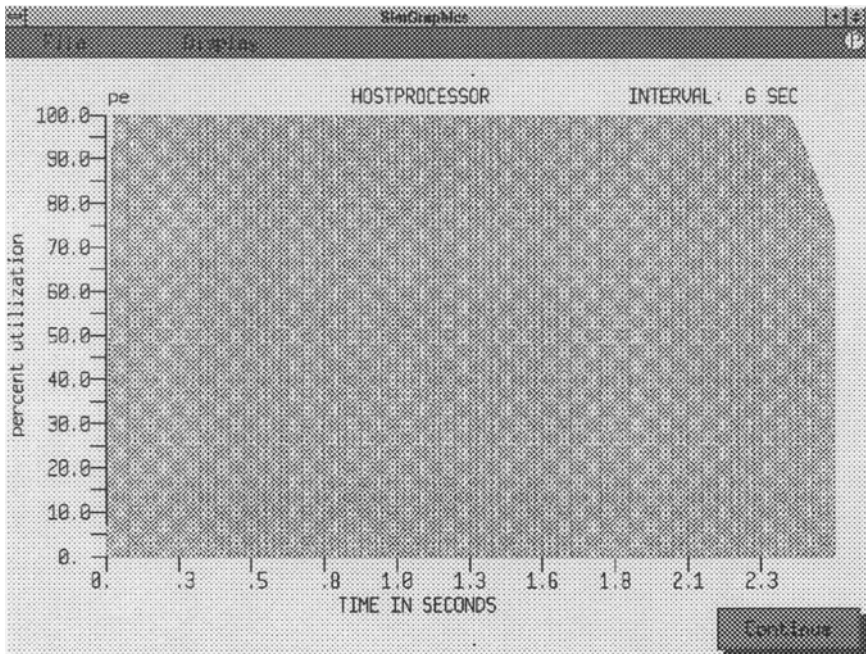 SimGraphics
File Display
pe HOSTPROCESSOR INTERVAL: .6 SEC
100.0
90.0
80.0
70.0
60.0
50.0
40.0
30.0
20.0
10.0
0.
percent utilization
0. .3 .5 .8 1.0 1.3 1.6 1.8 2.1 2.3
TIME IN SECONDS
Continue